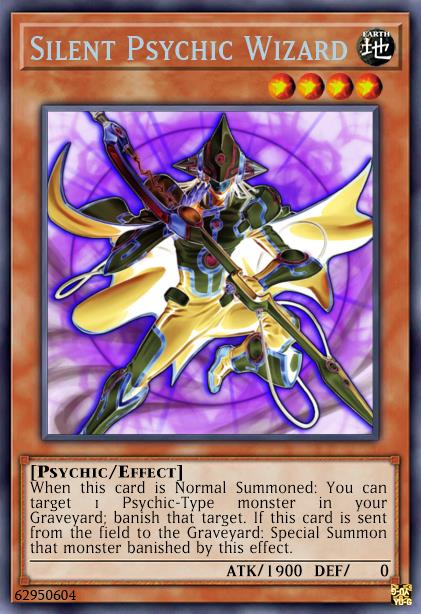 Silent Psychic Wizard
EARTH
地
[Psychic/Effect]
When this card is Normal Summoned: You can
target 1 Psychic-Type monster in your
Graveyard; banish that target. If this card is sent
from the field to the Graveyard: Special Summon
that monster banished by this effect.
ATK/1900 DEF/ 0
62950604